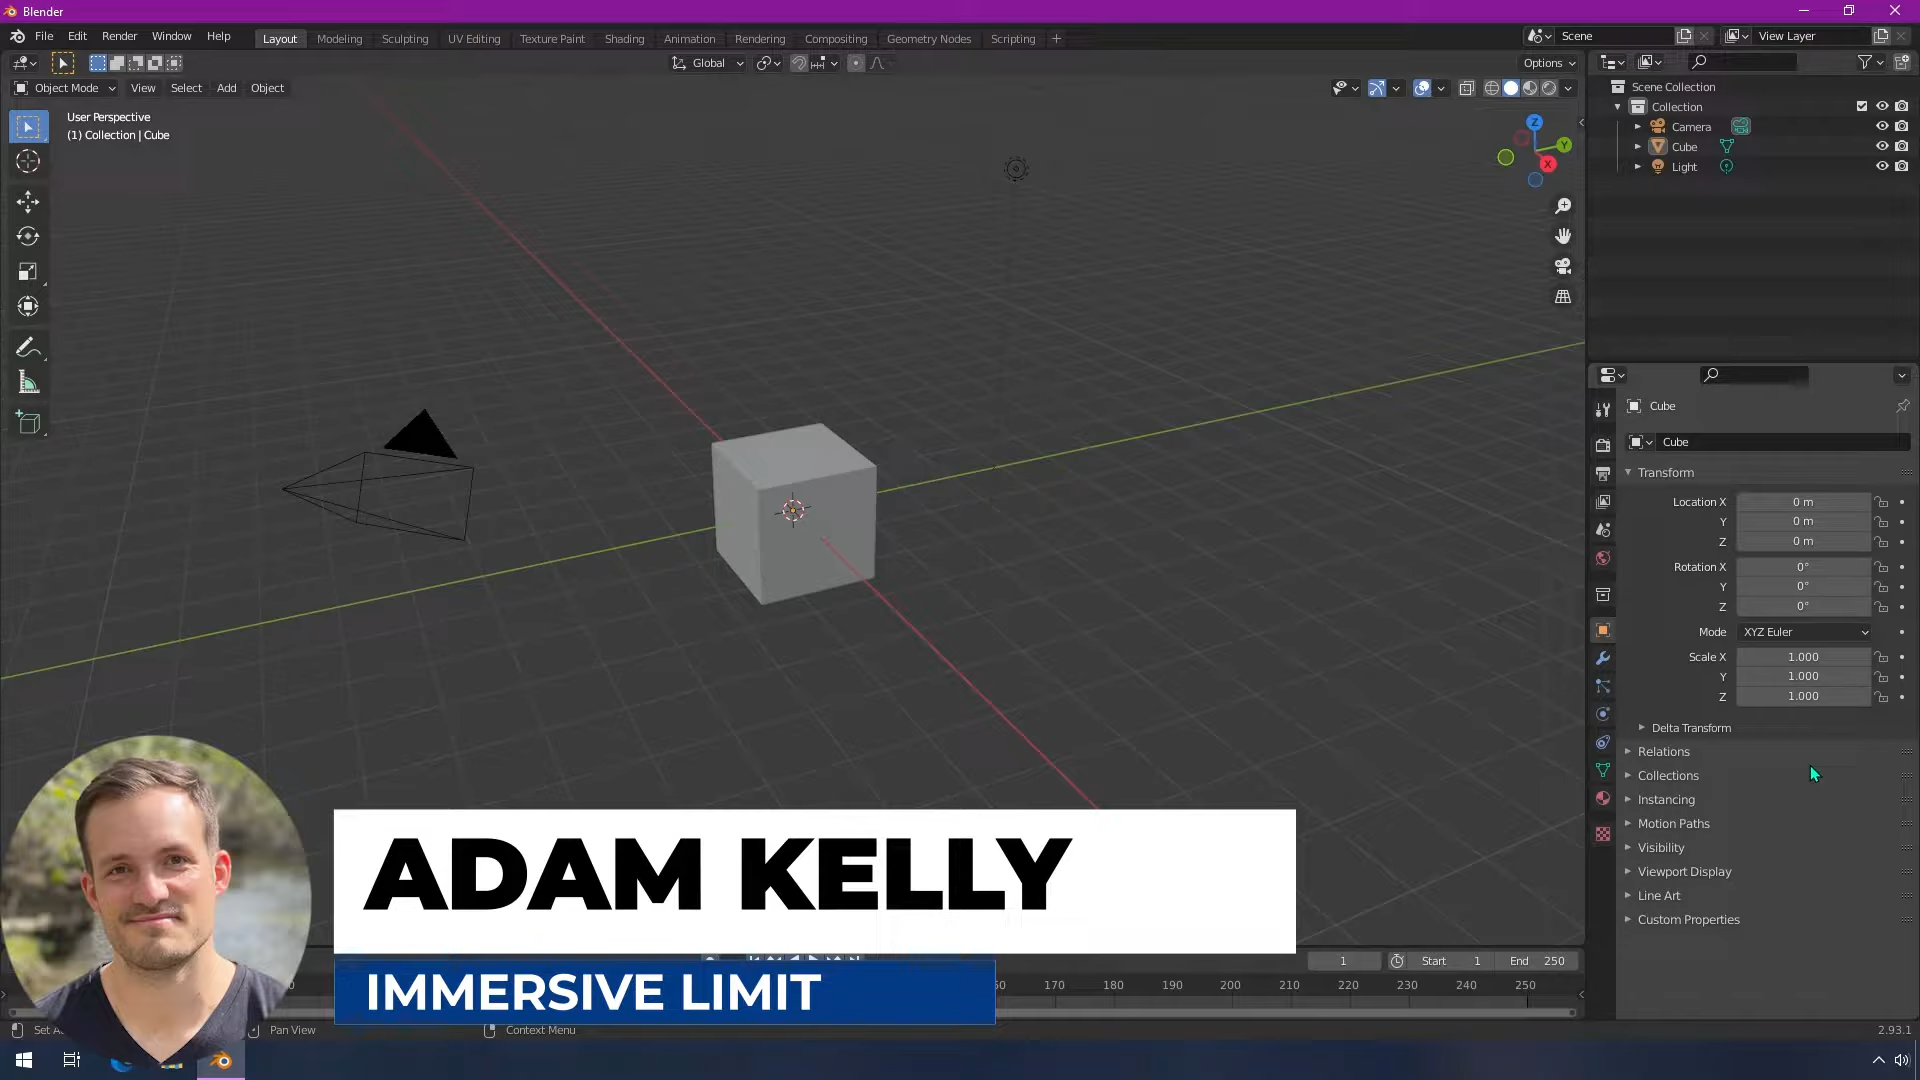 Blender
File Edit Render Window Help Layout Modeling Sculpting UV Editing Texture Paint Shading Animation Rendering Compositing Geometry Nodes Scripting + Scene View Layer
Global Options
Object Mode View Select Add Object
User Perspective
(1) Collection | Cube
Z
Y
X
Scene Collection
Collection
Camera
Cube
Light
Cube
Cube
Transform
Location X 0 m
Y 0 m
Z 0 m
Rotation X 0°
Y 0°
Z 0°
Mode XYZ Euler
Scale X 1.000
Y 1.000
Z 1.000
Delta Transform
Relations
Collections
Instancing
Motion Paths
Visibility
Viewport Display
Line Art
Custom Properties
ADAM KELLY
IMMERSIVE LIMIT
1 Start 1 End 250
170 180 190 200 210 220 230 240 250
Pan View Context Menu 2.93.1